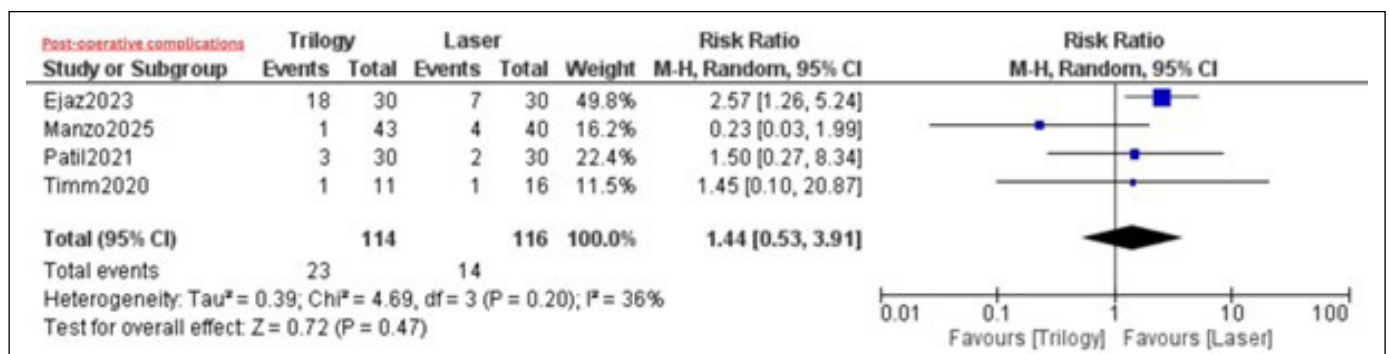 Post-operative complications Trilogy Laser Risk Ratio Risk Ratio
Study or Subgroup Events Total Events Total Weight M-H, Random, 95% CI M-H, Random, 95% CI
Ejaz2023 18 30 7 30 49.8% 2.57 [1.26, 5.24]
Manzo2025 1 43 4 40 16.2% 0.23 [0.03, 1.99]
Patil2021 3 30 2 30 22.4% 1.50 [0.27, 8.34]
Timm2020 1 11 1 16 11.5% 1.45 [0.10, 20.87]
Total (95% CI) 114 116 100.0% 1.44 [0.53, 3.91]
Total events 23 14
Heterogeneity: Tau² = 0.39; Chi² = 4.69, df = 3 (P = 0.20); I² = 36%
Test for overall effect: Z = 0.72 (P = 0.47)
0.01 0.1 1 10 100
Favours [Trilogy] Favours [Laser]